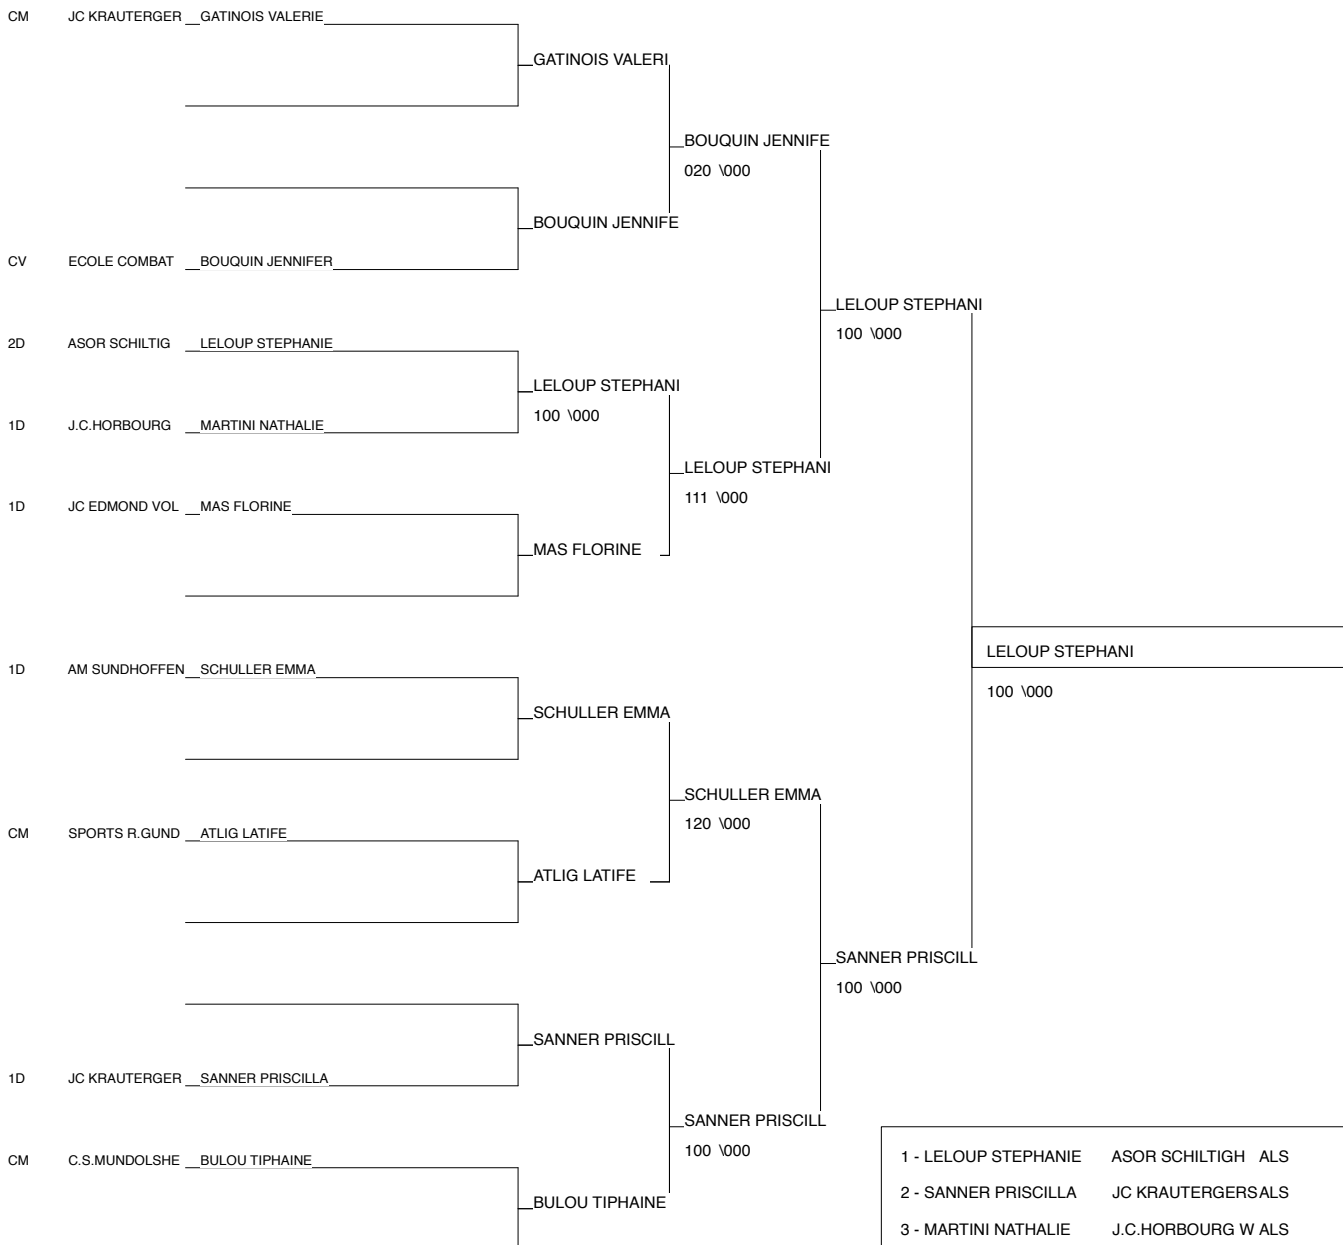 CM JC KRAUTERGER GATINOIS VALERIE
GATINOIS VALERI
BOUQUIN JENNIFE
020 \000
BOUQUIN JENNIFE
CV ECOLE COMBAT BOUQUIN JENNIFER
LELOUP STEPHANI
100 \000
2D ASOR SCHILTIG LELOUP STEPHANIE
LELOUP STEPHANI
100 \000
1D J.C.HORBOURG MARTINI NATHALIE
LELOUP STEPHANI
111 \000
1D JC EDMOND VOL MAS FLORINE
MAS FLORINE
LELOUP STEPHANI
100 \000
1D AM SUNDHOFFEN SCHULLER EMMA
SCHULLER EMMA
SCHULLER EMMA
120 \000
CM SPORTS R.GUND ATLIG LATIFE
ATLIG LATIFE
SANNER PRISCILL
100 \000
SANNER PRISCILL
1D JC KRAUTERGER SANNER PRISCILLA
SANNER PRISCILL
100 \000
CM C.S.MUNDOLSHE BULOU TIPHAINE
BULOU TIPHAINE
1 - LELOUP STEPHANIE ASOR SCHILTIGH ALS
2 - SANNER PRISCILLA JC KRAUTERGERSALS
3 - MARTINI NATHALIE J.C.HORBOURG W ALS